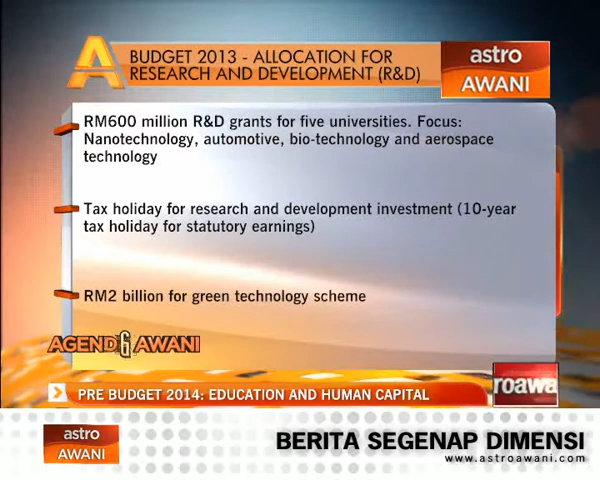 A
BUDGET 2013 - ALLOCATION FOR
RESEARCH AND DEVELOPMENT (R&D)
astro
AWANI
RM600 million R&D grants for five universities. Focus:
Nanotechnology, automotive, bio-technology and aerospace
technology
Tax holiday for research and development investment (10-year
tax holiday for statutory earnings)
RM2 billion for green technology scheme
AGENDA AWANI
roawa
PRE BUDGET 2014: EDUCATION AND HUMAN CAPITAL
astro
AWANI
BERITA SEGENAP DIMENSI
www.astroawani.com